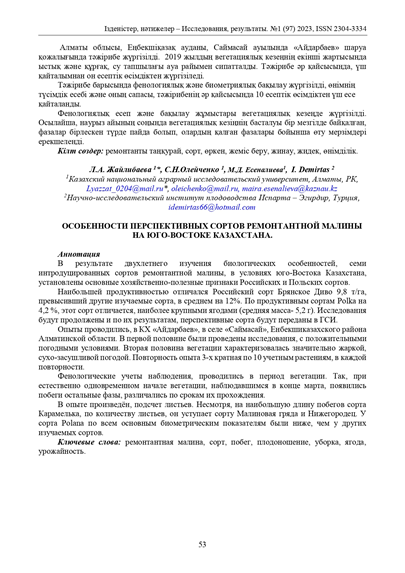 Ізденістер, нәтижелер – Исследования, результаты. №1 (97) 2023, ISSN 2304-3334
Алматы облысы, Еңбекшіқазақ ауданы, Саймасай ауылында «Айдарбаев» шаруа
қожалығында тәжірибе жүргізілді. 2019 жылдың вегетациялық кезеңнің екінші жартысында
ыстық және құрғақ, су тапшылығы ауа райымен сипатталды. Тәжірибе әр қайсысында, үш
қайталымнан он есептік өсімдіктен жүргізілді.
Тәжірибе барысында фенологиялық және биометриялық бақылау жүргізілді, өнімнің
түсімдік есебі және оның сапасы, тәжірибенің әр қайсысында 10 есептік өсімдіктен үш есе
қайталанды.
Фенологиялық есеп және бақылау жұмыстары вегетациялық кезеңде жүргізілді.
Осылайша, наурыз айының соңында вегетациялық кезіңнің басталуы бір мезгілде байқалған,
фазалар бірлескен түрде пайда болып, олардың қалған фазалары бойынша өту мерзімдері
ерекшеленді.
Кілт сөздер: ремонтанты таңқурай, сорт, өркен, жеміс беру, жинау, жидек, өнімділік.
Л.А. Жайлибаева ¹*, С.Н.Олейченко ¹, М.Д. Есеналиева¹, I. Demirtas ²
¹Казахский национальный аграрный исследовательский университет, Алматы, РК,
Lyazzat_0204@mail.ru*, oleichenko@mail.ru, maira.esenalieva@kaznau.kz
²Научно-исследовательский институт плодоводства Испарта – Эгирдир, Турция,
idemirtas66@hotmail.com
ОСОБЕННОСТИ ПЕРСПЕКТИВНЫХ СОРТОВ РЕМОНТАНТНОЙ МАЛИНЫ
НА ЮГО-ВОСТОКЕ КАЗАХСТАНА.
Аннотация
В результате двухлетнего изучения биологических особенностей, семи
интродуцированных сортов ремонтантной малины, в условиях юго-Востока Казахстана,
установлены основные хозяйственно-полезные признаки Российских и Польских сортов.
Наибольшей продуктивностью отличался Российский сорт Брянское Диво 9,8 т/га,
превысивший другие изучаемые сорта, в среднем на 12%. По продуктивным сортам Polka на
4,2 %, этот сорт отличается, наиболее крупными ягодами (средняя масса- 5,2 г). Исследования
будут продолжены и по их результатам, перспективные сорта будут переданы в ГСИ.
Опыты проводились, в КХ «Айдарбаев», в селе «Саймасай», Енбекшиказахского района
Алматинской области. В первой половине были проведены исследования, с положительными
погодными условиями. Вторая половина вегетации характеризовалась значительно жаркой,
сухо-засушливой погодой. Повторность опыта 3-х кратная по 10 учетным растениям, в каждой
повторности.
Фенологические учеты наблюдения, проводились в период вегетации. Так, при
естественно одновременном начале вегетации, наблюдавшимся в конце марта, появились
побеги остальные фазы, различались по срокам их прохождения.
В опыте произведён, подсчет листьев. Несмотря, на наибольшую длину побегов сорта
Карамелька, по количеству листьев, он уступает сорту Малиновая гряда и Нижегородец. У
сорта Polana по всем основным биометрическим показателям были ниже, чем у других
изучаемых сортов.
Ключевые слова: ремонтантная малина, сорт, побег, плодоношение, уборка, ягода,
урожайность.
53